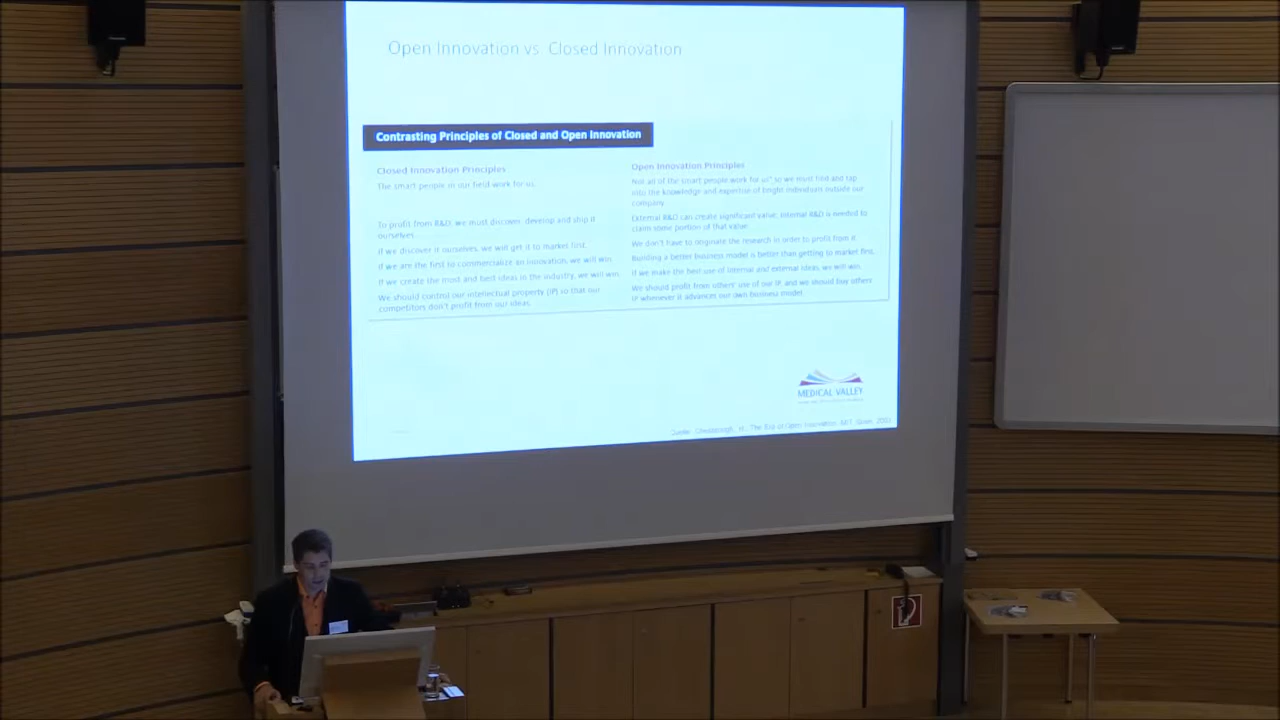 Open Innovation vs. Closed Innovation
Contrasting Principles of Closed and Open Innovation
Closed Innovation Principles
The smart people in our field work for us.
To profit from R&D, we must discover, develop and ship it
ourselves.
If we discover it ourselves, we will get it to market first.
If we are the first to commercialize an innovation, we will win.
If we create the most and best ideas in the industry, we will win.
We should control our intellectual property (IP) so that our
competitors don't profit from our ideas.
Open Innovation Principles
Not all of the smart people work for us" so we must find and tap
into the knowledge and expertise of bright individuals outside our
company.
External R&D can create significant value; internal R&D is needed to
claim some portion of that value.
We don't have to originate the research in order to profit from it.
Building a better business model is better than getting to market first.
If we make the best use of internal and external ideas, we will win.
We should profit from others' use of our IP, and we should buy others'
IP whenever it advances our own business model.
MEDICAL VALLEY
Quelle: Chesbrough, H.: The Era of Open Innovation. MIT Sloan, 2003